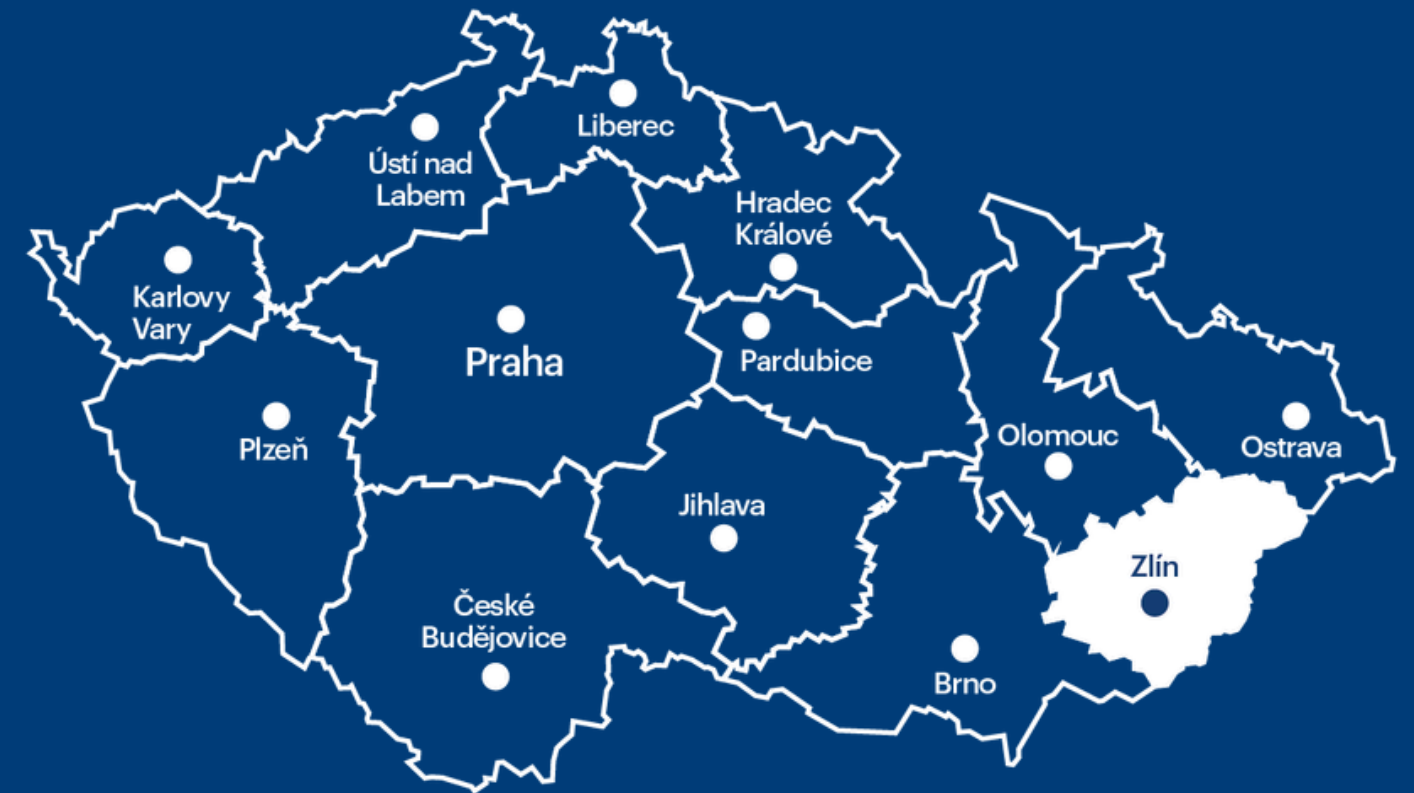 Liberec
Ústí nad
Labem
Hradec
Králové
Karlovy
Vary
Praha
Pardubice
Plzeň
Olomouc
Ostrava
Jihlava
Zlín
České
Budějovice
Brno